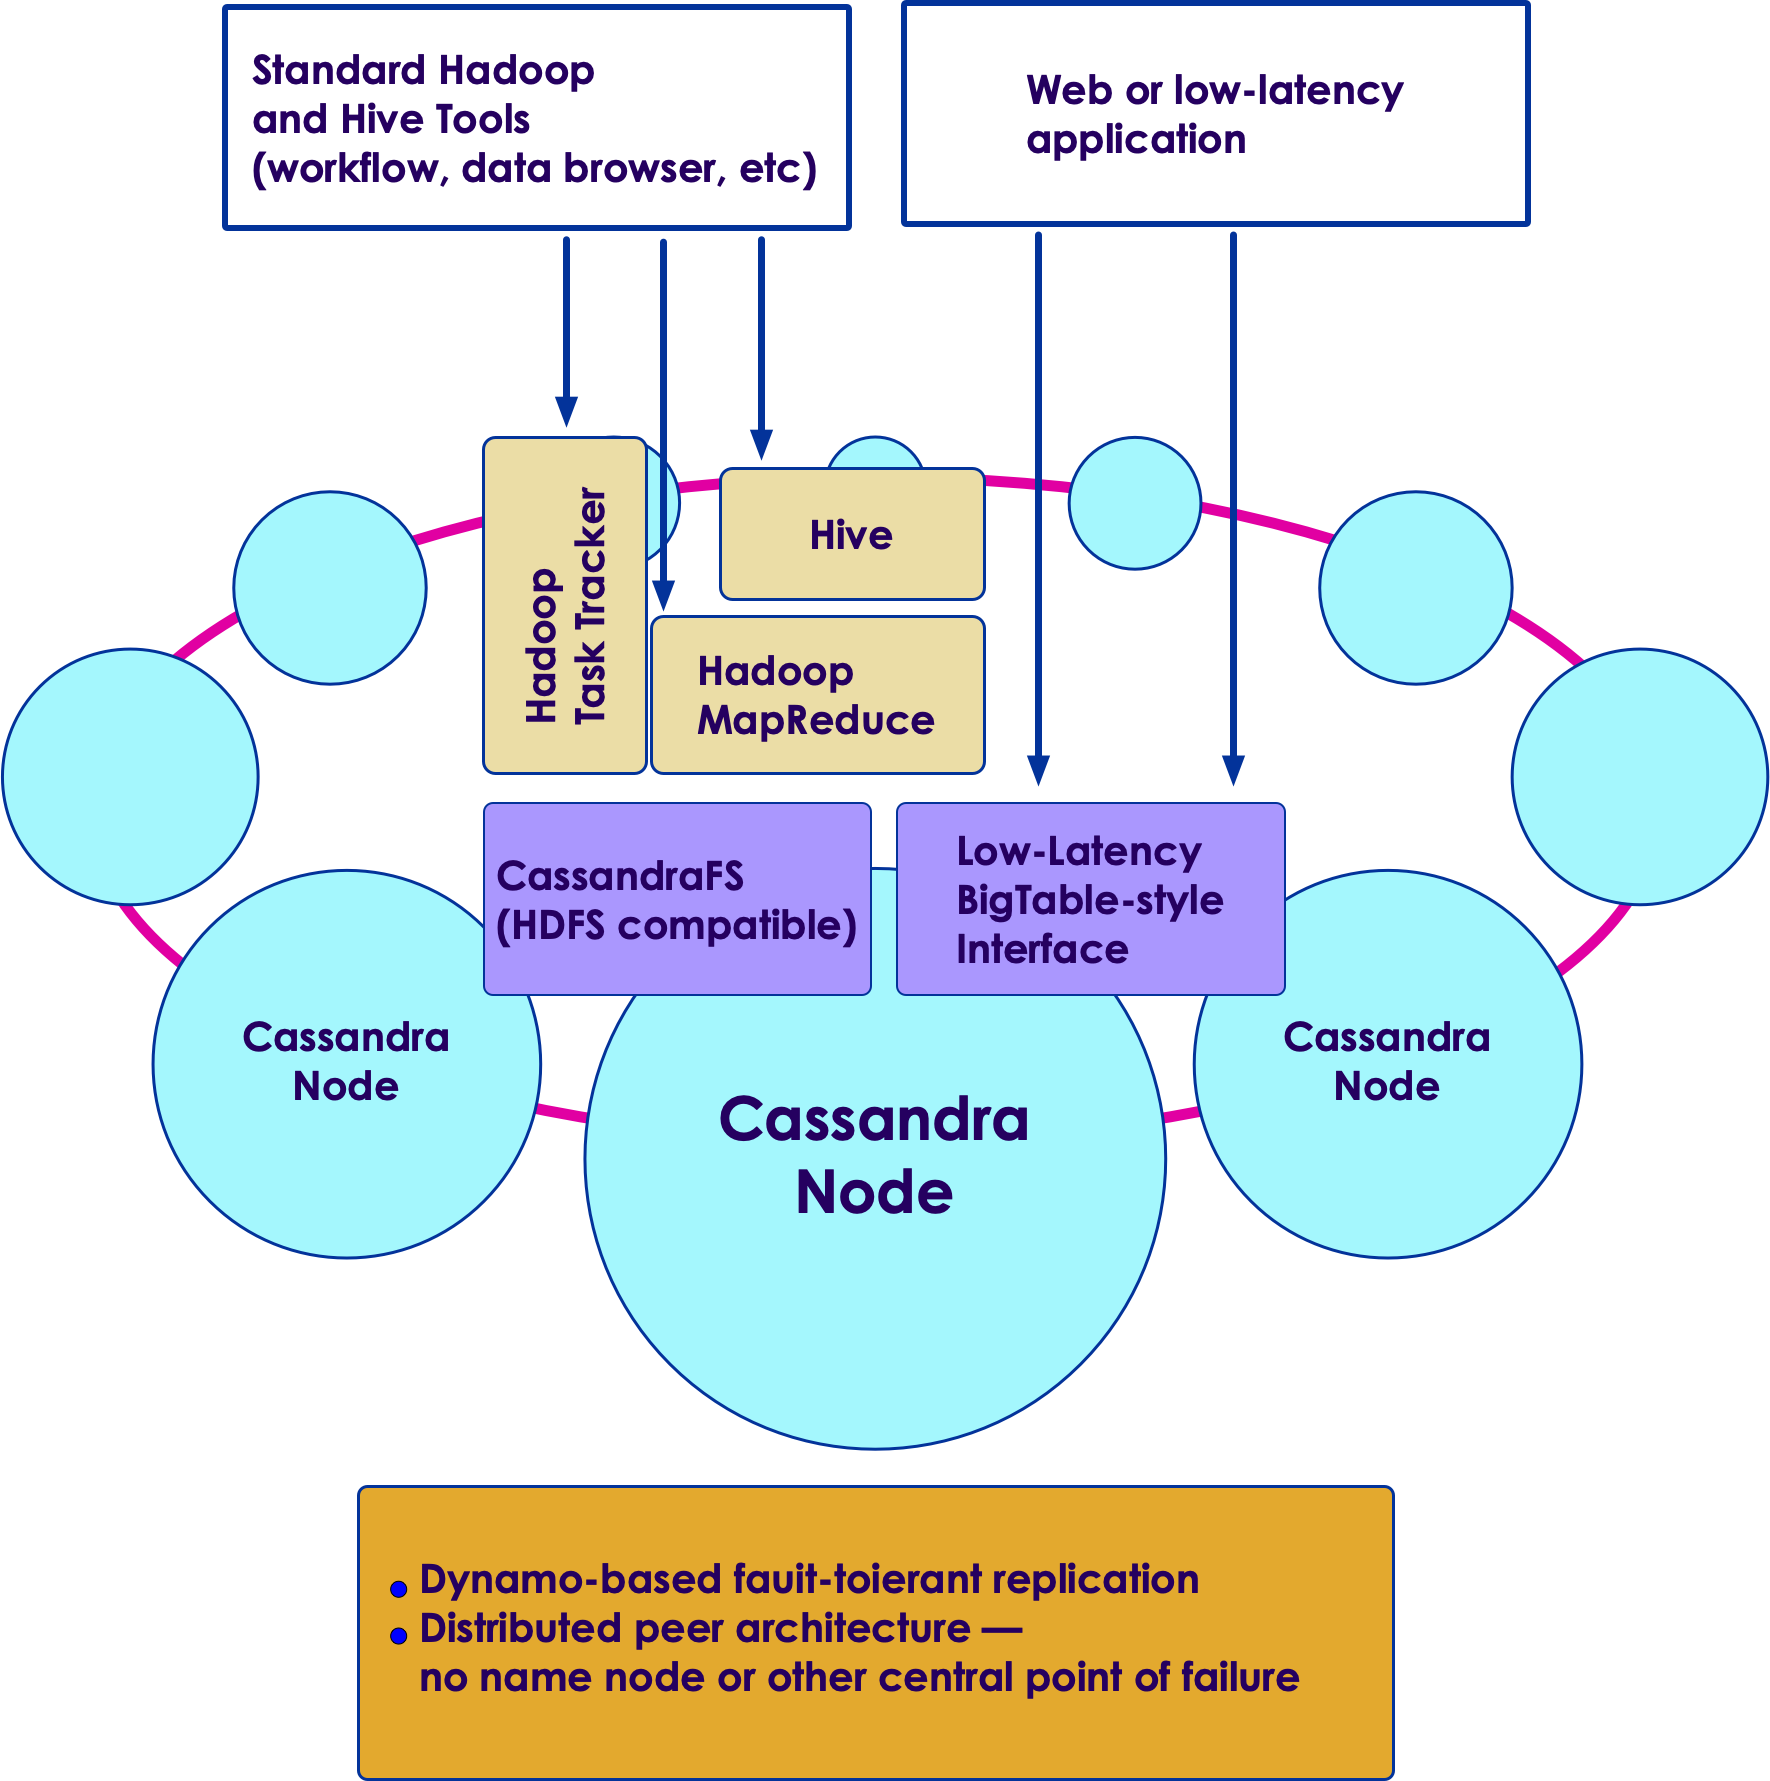 Standard Hadoop
and Hive Tools
(workflow, data browser, etc)
Web or low-latency
application
Hadoop
Task Tracker
Hive
Hadoop
MapReduce
CassandraFS
(HDFS compatible)
Low-Latency
BigTable-style
Interface
Cassandra
Node
Cassandra
Node
Cassandra
Node
Dynamo-based fauit-toierant replication
Distributed peer architecture —
no name node or other central point of failure